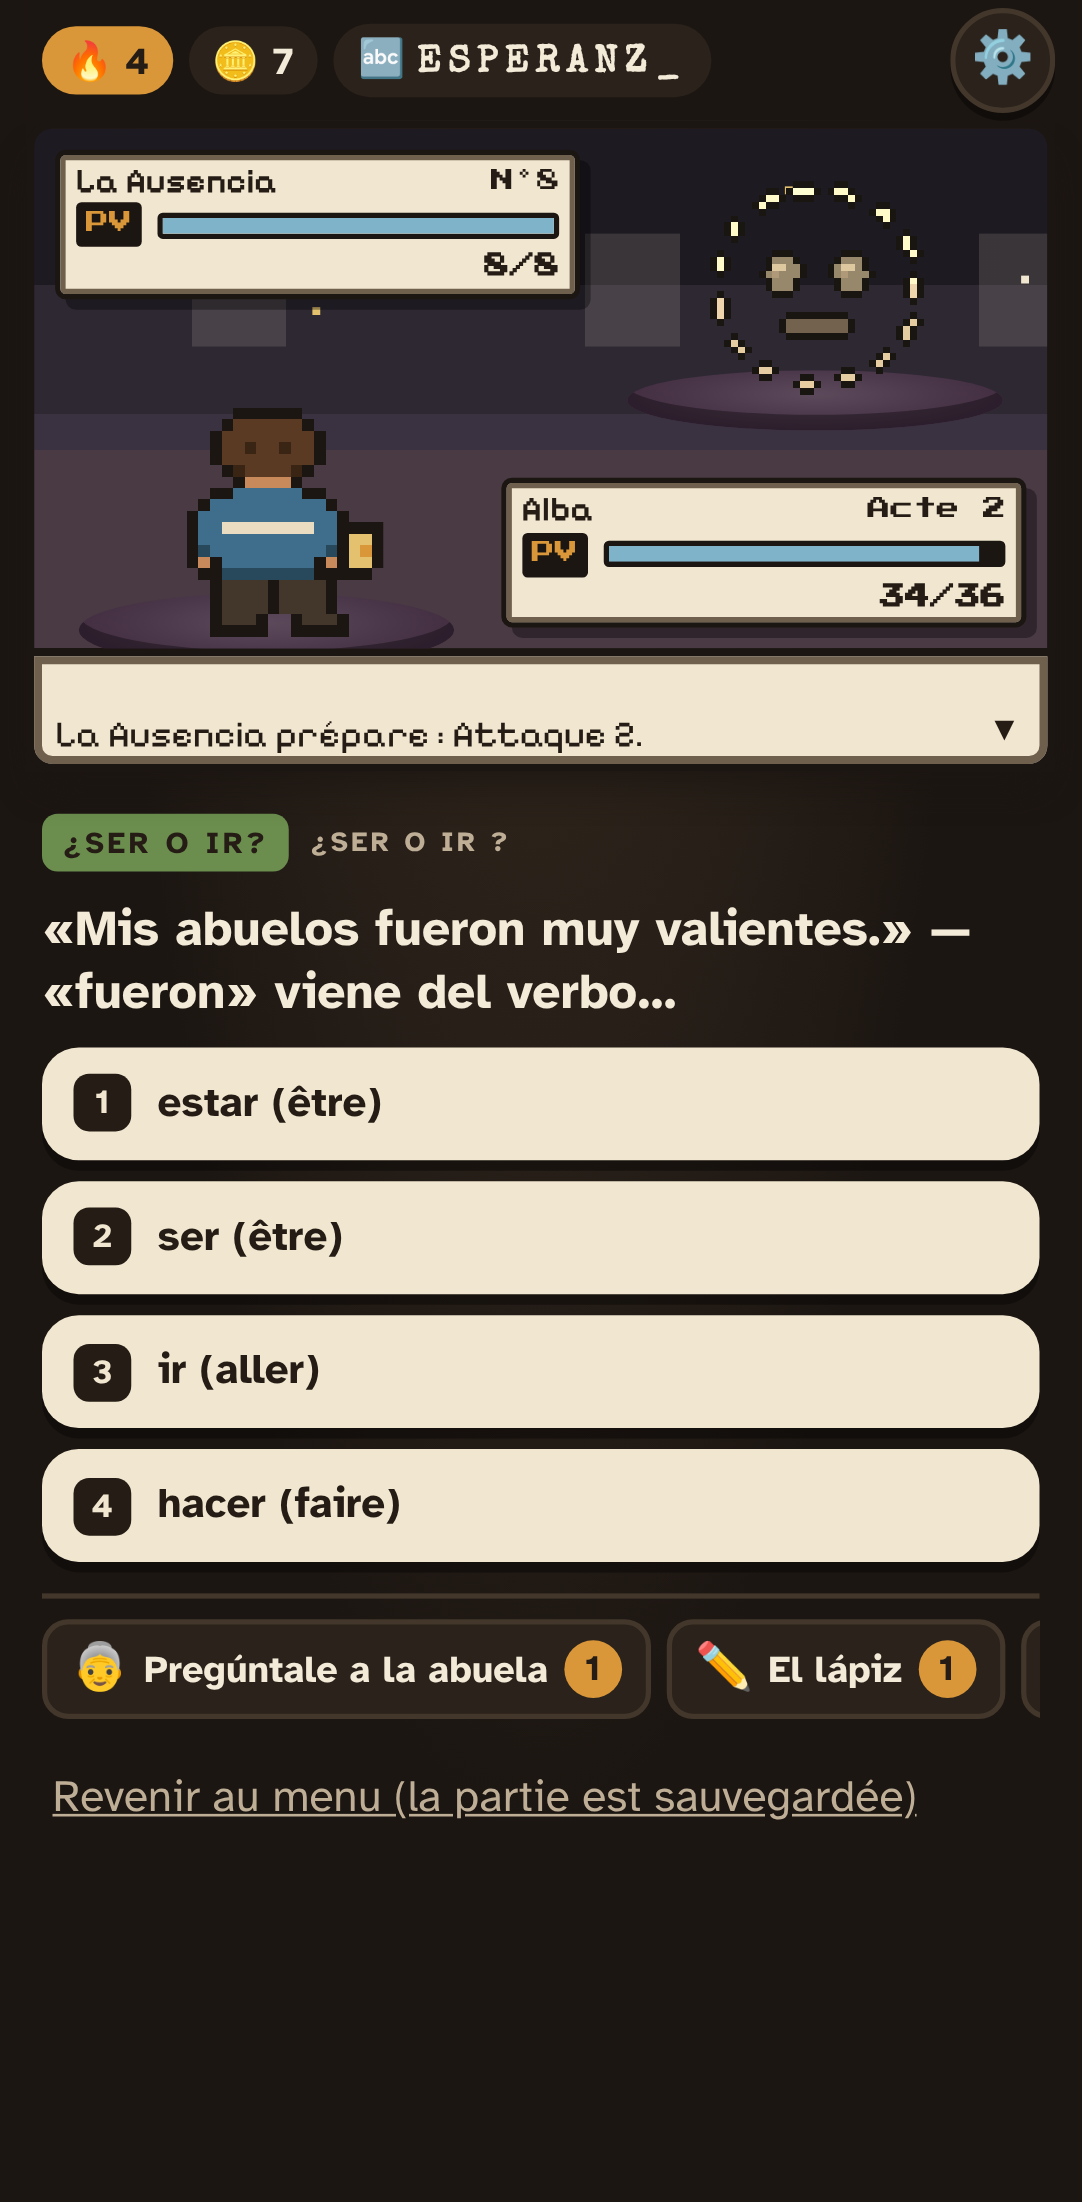 🔥 4 🪙 7 🔤 ESPERANZ_ ⚙️
La Ausencia N°8
PV
8/8
Alba Acte 2
PV
34/36
La Ausencia prépare : Attaque 2. ▼
¿SER O IR? ¿SER O IR ?
«Mis abuelos fueron muy valientes.» —
«fueron» viene del verbo...
1 estar (être)
2 ser (être)
3 ir (aller)
4 hacer (faire)
👵 Pregúntale a la abuela 1 ✏️ El lápiz 1
Revenir au menu (la partie est sauvegardée)